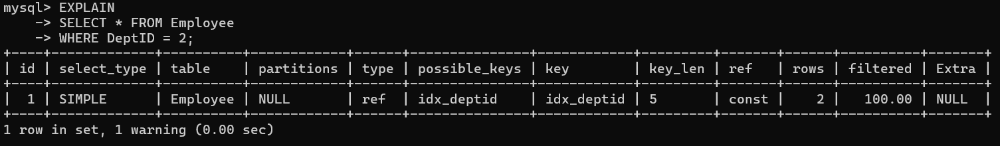 mysql> EXPLAIN
    -> SELECT * FROM Employee
    -> WHERE DeptID = 2;
+----+-------------+----------+------------+------+---------------+------------+---------+-------+------+----------+-------+
| id | select_type | table    | partitions | type | possible_keys | key        | key_len | ref   | rows | filtered | Extra |
+----+-------------+----------+------------+------+---------------+------------+---------+-------+------+----------+-------+
|  1 | SIMPLE      | Employee | NULL       | ref  | idx_deptid    | idx_deptid | 5       | const |    2 |   100.00 | NULL  |
+----+-------------+----------+------------+------+---------------+------------+---------+-------+------+----------+-------+
1 row in set, 1 warning (0.00 sec)